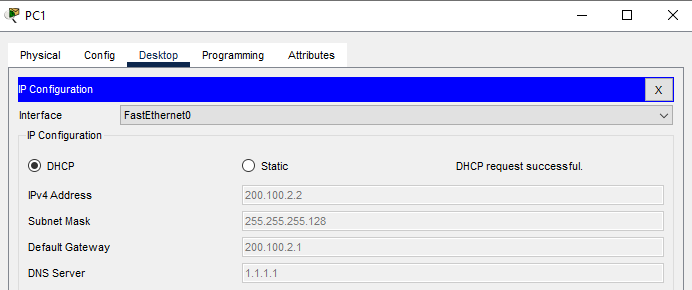 PC1
Physical Config Desktop Programming Attributes
IP Configuration X
Interface FastEthernet0
IP Configuration
DHCP Static DHCP request successful.
IPv4 Address 200.100.2.2
Subnet Mask 255.255.255.128
Default Gateway 200.100.2.1
DNS Server 1.1.1.1